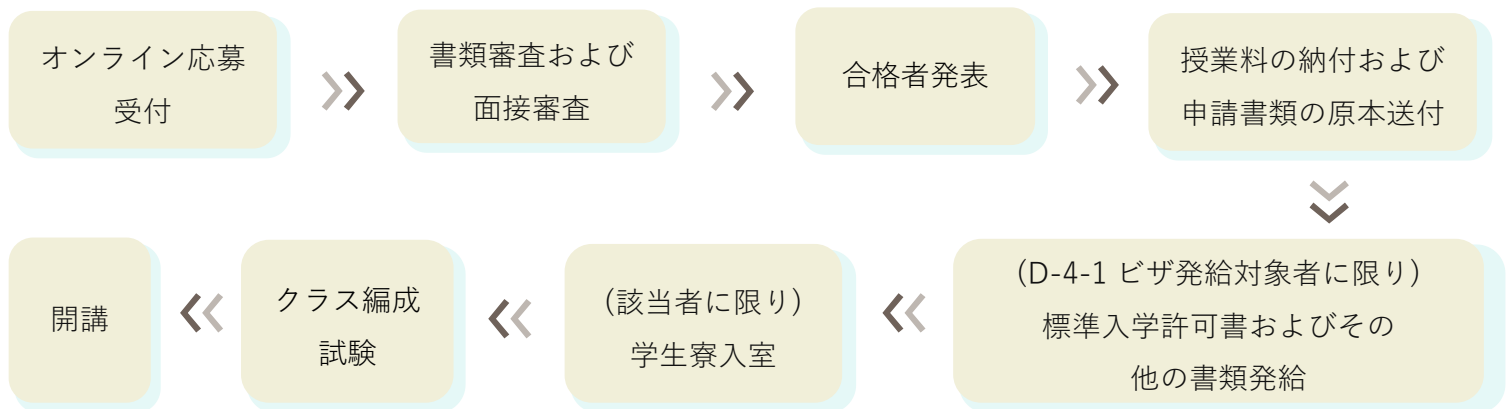 オンライン応募
受付
書類審査および
面接審査
合格者発表
授業料の納付および
申請書類の原本送付
(D-4-1 ビザ発給対象者に限り)
標準入学許可書およびその
他の書類発給
(該当者に限り)
学生寮入室
クラス編成
試験
開講